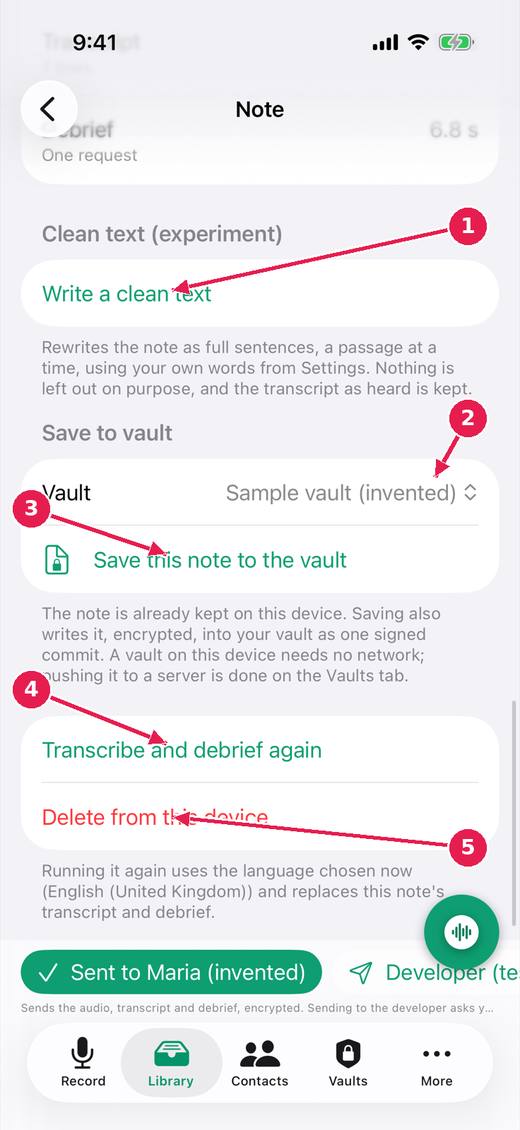 9:41
Transcript
Note
Debrief
6.8 s
One request
Clean text (experiment)
1
Write a clean text
Rewrites the note as full sentences, a passage at a
time, using your own words from Settings. Nothing is
left out on purpose, and the transcript as heard is kept.
Save to vault
2
Vault
Sample vault (invented)
3
Save this note to the vault
The note is already kept on this device. Saving also
writes it, encrypted, into your vault as one signed
commit. A vault on this device needs no network;
pushing it to a server is done on the Vaults tab.
4
Transcribe and debrief again
Delete from this device
5
Running it again uses the language chosen now
(English (United Kingdom)) and replaces this note's
transcript and debrief.
Sent to Maria (invented)
Developer (te
Sends the audio, transcript and debrief, encrypted. Sending to the developer asks y...
Record
Library
Contacts
Vaults
More